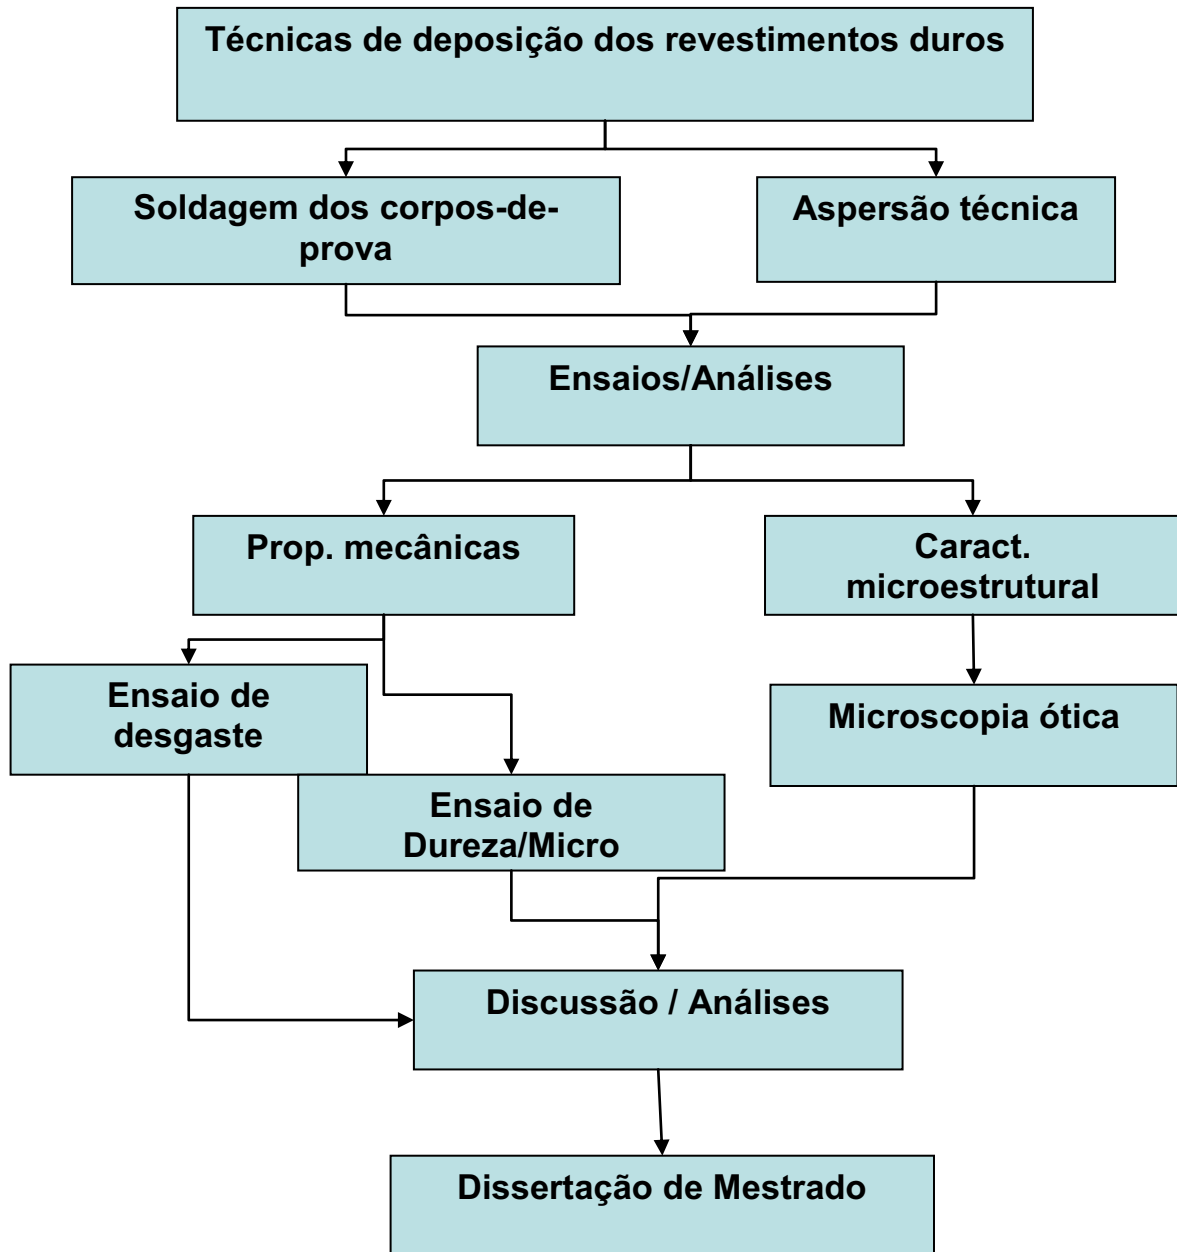 Técnicas de deposição dos revestimentos duros
Soldagem dos corpos-de-
prova
Aspersão técnica
Ensaios/Análises
Prop. mecânicas
Caract.
microestrutural
Ensaio de
desgaste
Microscopia ótica
Ensaio de
Dureza/Micro
Discussão / Análises
Dissertação de Mestrado